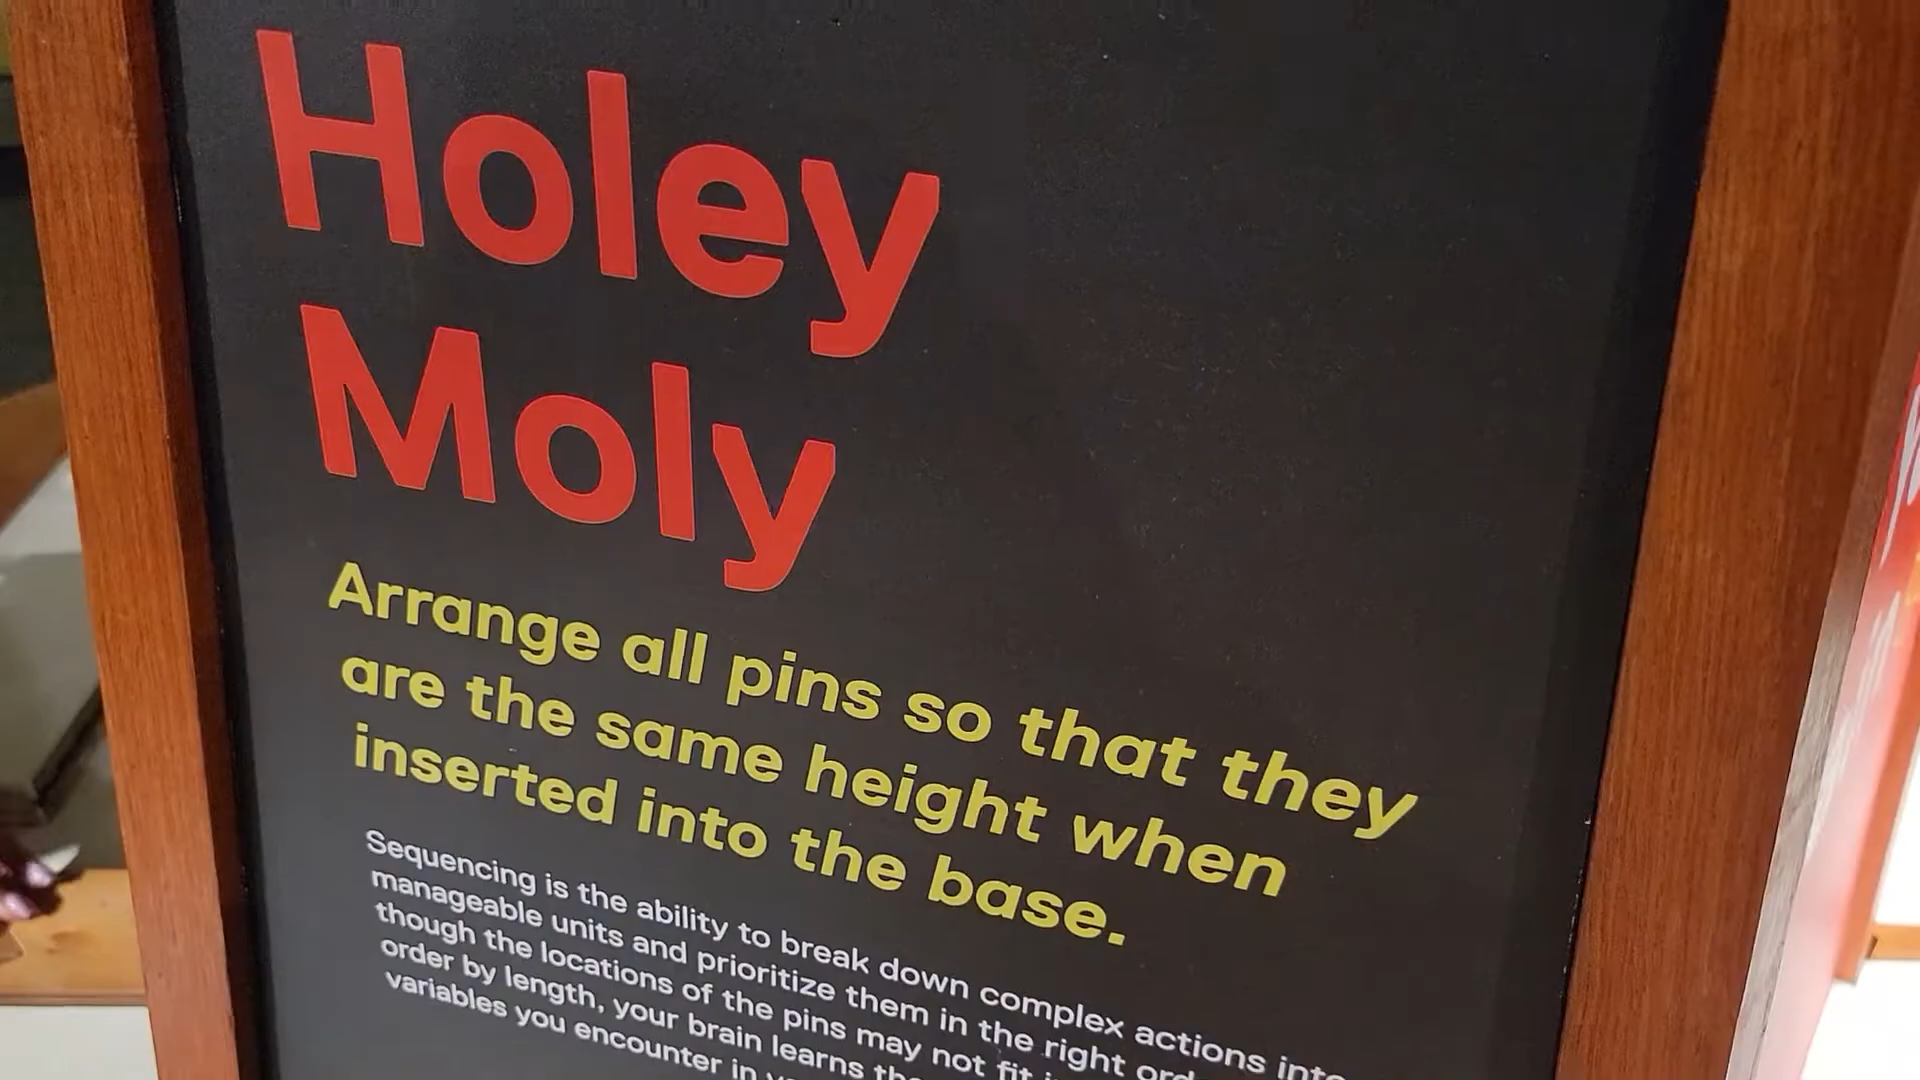 Holey
Moly
Arrange all pins so that they
are the same height when
inserted into the base.
Sequencing is the ability to break down complex actions into
manageable units and prioritize them in the right
though the locations of the pins may not fit
order by length, your brain learns
variables you encounter in